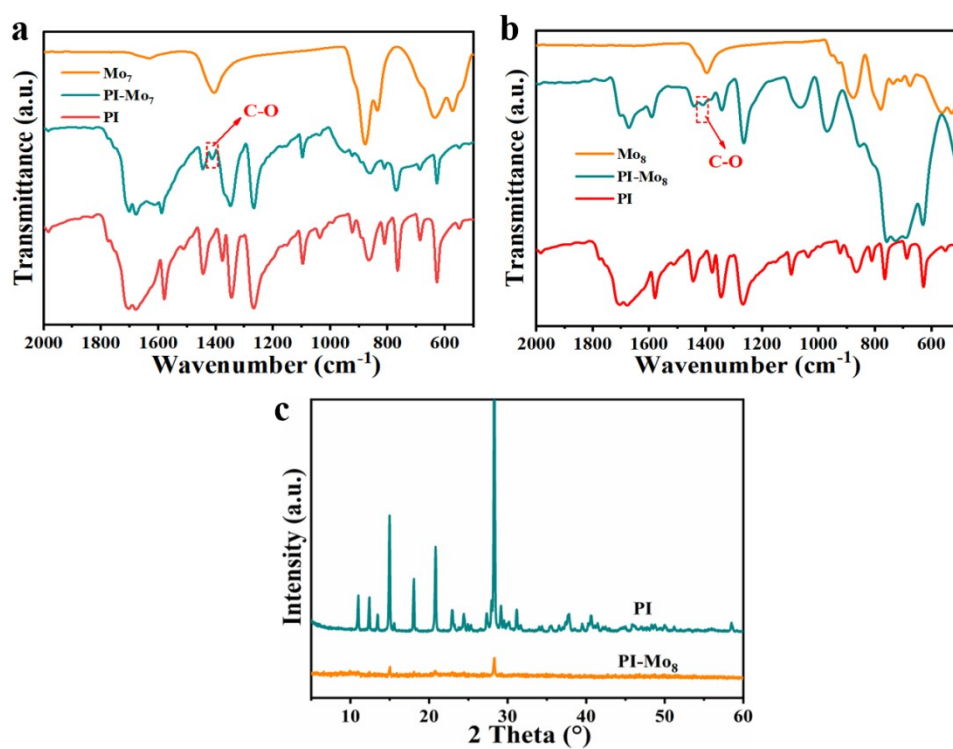 a
Mo₇
PI-Mo₇
PI
C-O
Transmittance (a.u.)
2000 1800 1600 1400 1200 1000 800 600
Wavenumber (cm⁻¹)
b
Mo₈
PI-Mo₈
PI
C-O
Transmittance (a.u.)
2000 1800 1600 1400 1200 1000 800 600
Wavenumber (cm⁻¹)
c
Intensity (a.u.)
PI
PI-Mo₈
10 20 30 40 50 60
2 Theta (°)